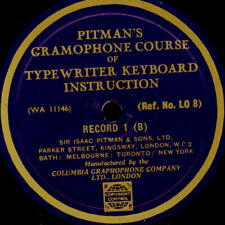 PITMAN'S
GRAMOPHONE COURSE
OF
TYPEWRITER KEYBOARD
INSTRUCTION
(WA 11146) (Ref. No. LO 8)
RECORD 1 (B)
SIR ISAAC PITMAN & SONS, LTD.
PARKER STREET, KINGSWAY, LONDON, W.C.2
BATH: MELBOURNE: TORONTO: NEW YORK
Manufactured by the
COLUMBIA GRAPHOPHONE COMPANY
LTD., LONDON
COPYRIGHT
CONTROL